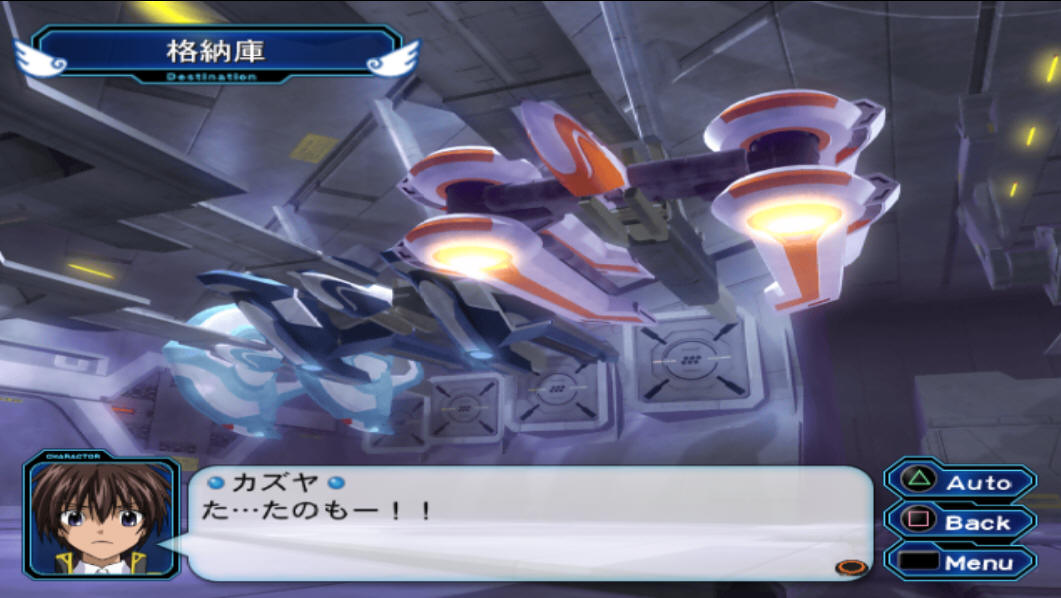 格納庫
Destination
CHARACTOR
カズヤ
た…たのもー！！
Auto
Back
Menu